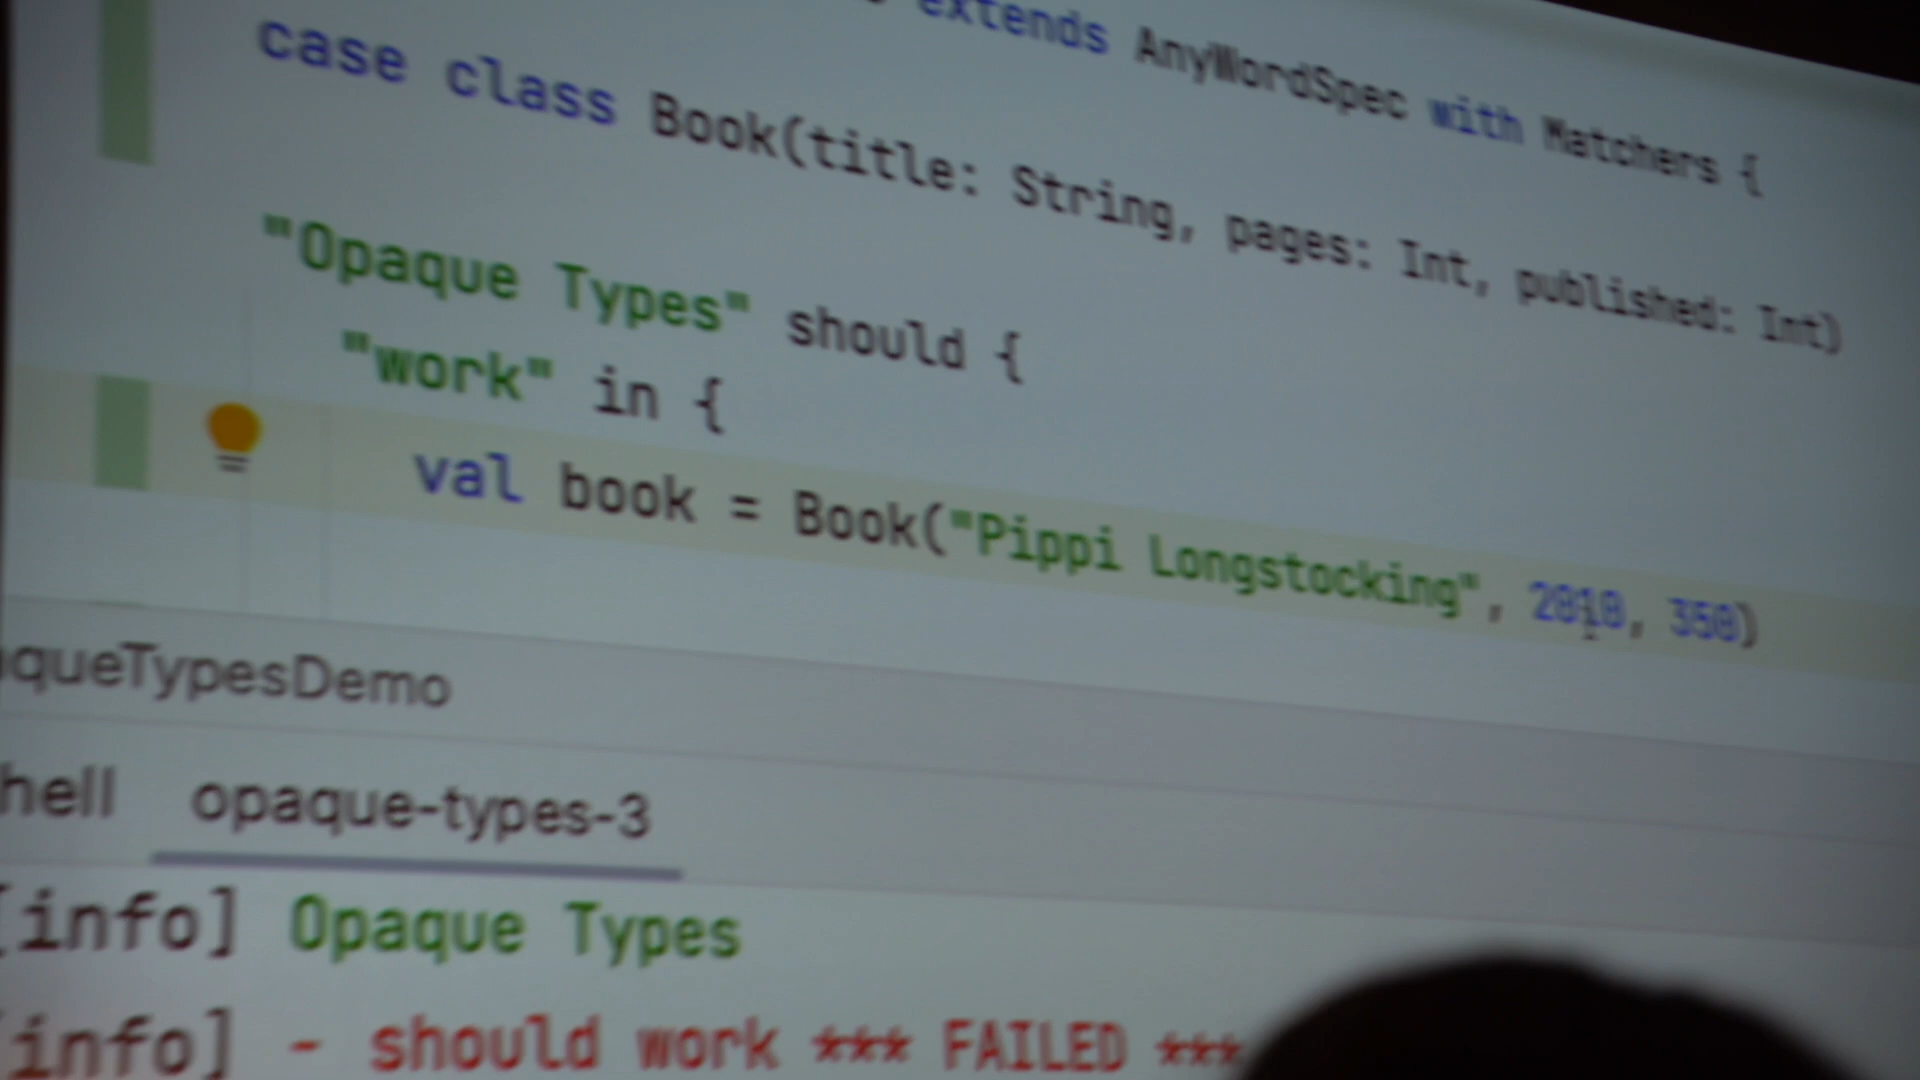 extends AnyWordSpec with Matchers {
case class Book(title: String, pages: Int, published: Int)
"Opaque Types" should {
"work" in {
val book = Book("Pippi Longstocking", 2010, 350)
aqueTypesDemo
hell opaque-types-3
[info] Opaque Types
[info] - should work *** FAILED ***